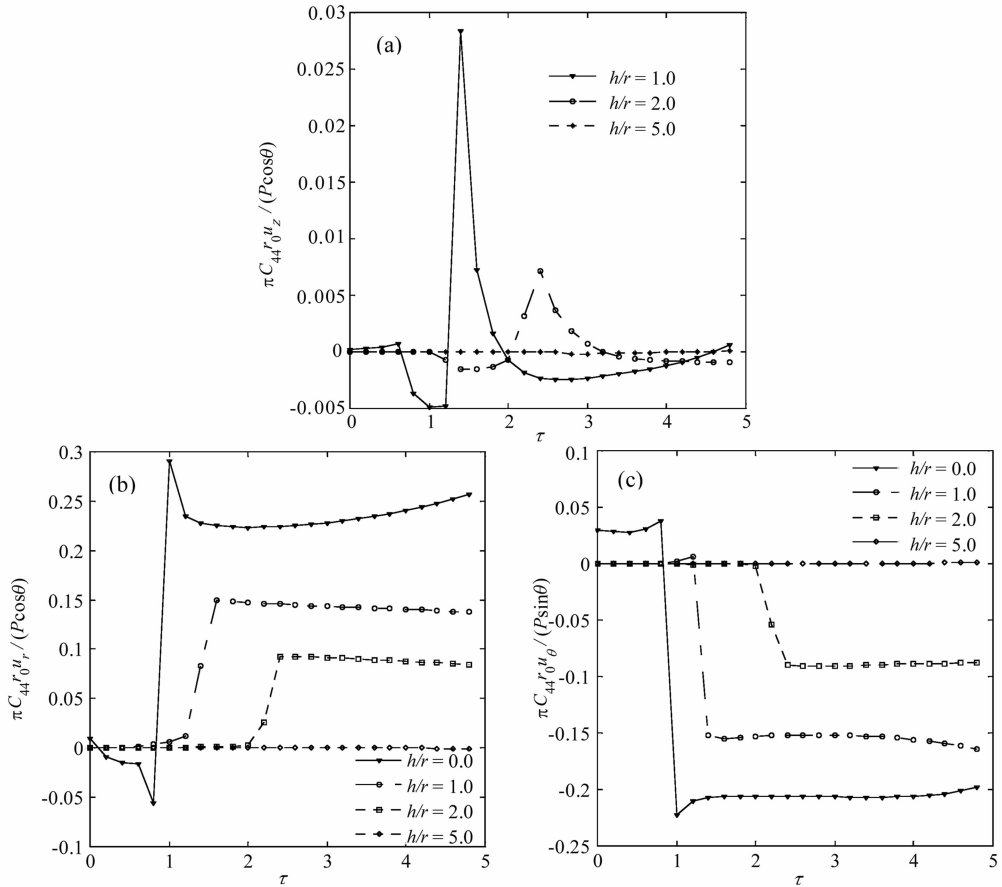 (a)
0.03
0.025
0.02
0.015
0.01
0.005
0
-0.005
0 1 2 3 4 5
τ
πC₄₄r₀u_z / (Pcosθ)
h/r = 1.0
h/r = 2.0
h/r = 5.0
(b)
0.3
0.25
0.2
0.15
0.1
0.05
0
-0.05
-0.1
0 1 2 3 4 5
τ
πC₄₄r₀u_r / (Pcosθ)
h/r = 0.0
h/r = 1.0
h/r = 2.0
h/r = 5.0
(c)
0.1
0.05
0
-0.05
-0.1
-0.15
-0.2
-0.25
0 1 2 3 4 5
τ
πC₄₄r₀u_θ / (Psinθ)
h/r = 0.0
h/r = 1.0
h/r = 2.0
h/r = 5.0